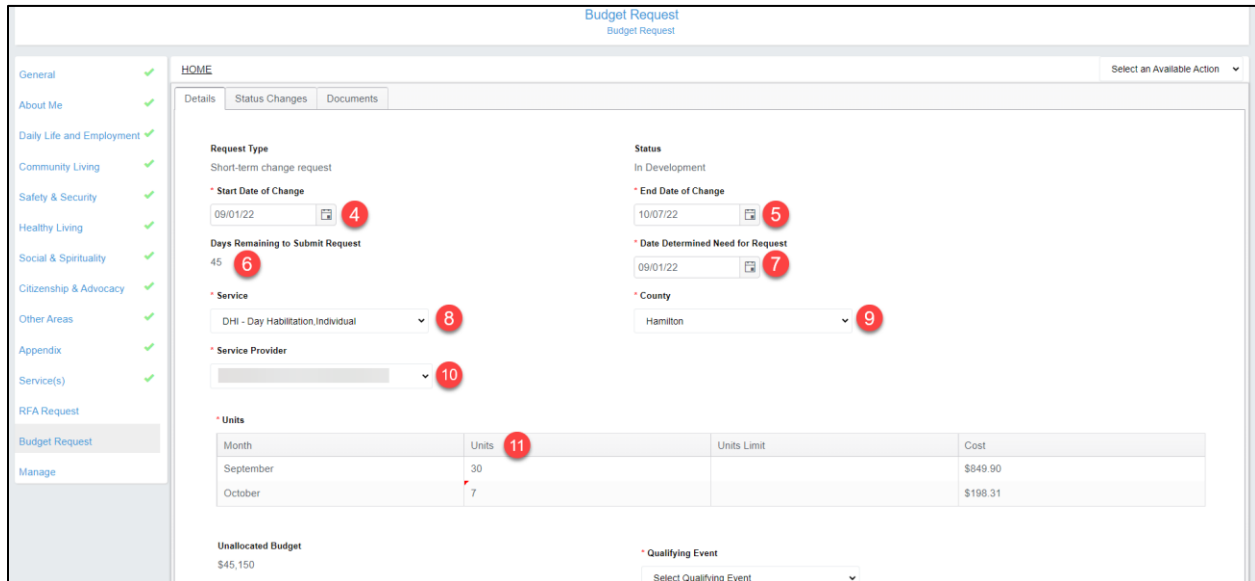 Budget Request
Budget Request
General
About Me
Daily Life and Employment
Community Living
Safety & Security
Healthy Living
Social & Spirituality
Citizenship & Advocacy
Other Areas
Appendix
Service(s)
RFA Request
Budget Request
Manage
HOME Select an Available Action
Details Status Changes Documents
Request Type Status
Short-term change request In Development
* Start Date of Change * End Date of Change
09/01/22 4 10/07/22 5
Days Remaining to Submit Request * Date Determined Need for Request
45 6 09/01/22 7
* Service * County
DHI - Day Habilitation,Individual 8 Hamilton 9
* Service Provider
10
* Units
Month Units 11 Units Limit Cost
September 30 $849.90
October 7 $198.31
Unallocated Budget * Qualifying Event
$45,150 Select Qualifying Event